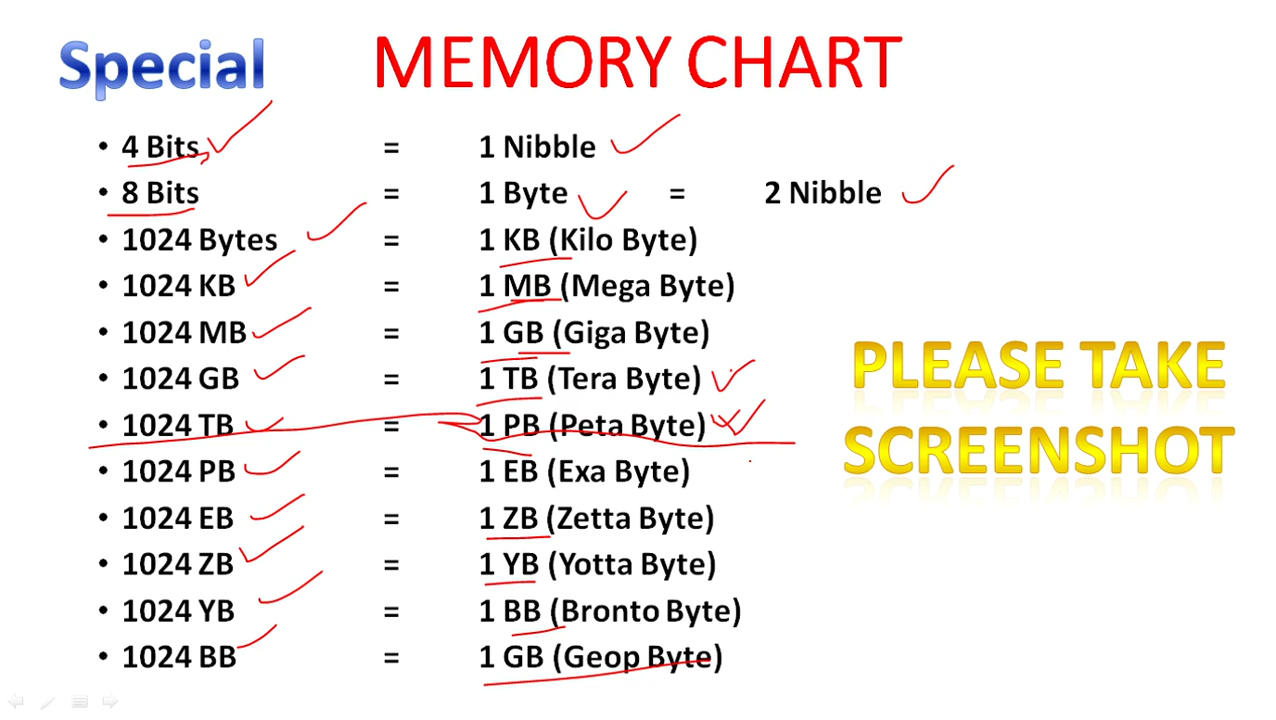 Special MEMORY CHART
• 4 Bits = 1 Nibble
• 8 Bits = 1 Byte = 2 Nibble
• 1024 Bytes = 1 KB (Kilo Byte)
• 1024 KB = 1 MB (Mega Byte)
• 1024 MB = 1 GB (Giga Byte)
• 1024 GB = 1 TB (Tera Byte)
• 1024 TB = 1 PB (Peta Byte)
• 1024 PB = 1 EB (Exa Byte)
• 1024 EB = 1 ZB (Zetta Byte)
• 1024 ZB = 1 YB (Yotta Byte)
• 1024 YB = 1 BB (Bronto Byte)
• 1024 BB = 1 GB (Geop Byte)
PLEASE TAKE
SCREENSHOT